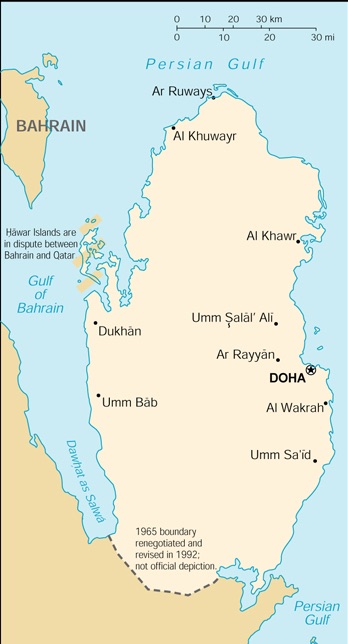 0 10 20 30 km
0 10 20 30 mi
Persian Gulf
Ar Ruways
BAHRAIN
Al Khuwayr
Ḥāwar Islands are
in dispute between
Bahrain and Qatar
Al Khawr
Gulf
of
Bahrain
Umm Ṣalāl' Alī
Dukhān
Ar Rayyān
DOHA
Umm Bāb
Al Wakrah
Umm Sa'īd
Dawhat as Salwá
1965 boundary
renegotiated and
revised in 1992;
not official depiction.
Persian
Gulf